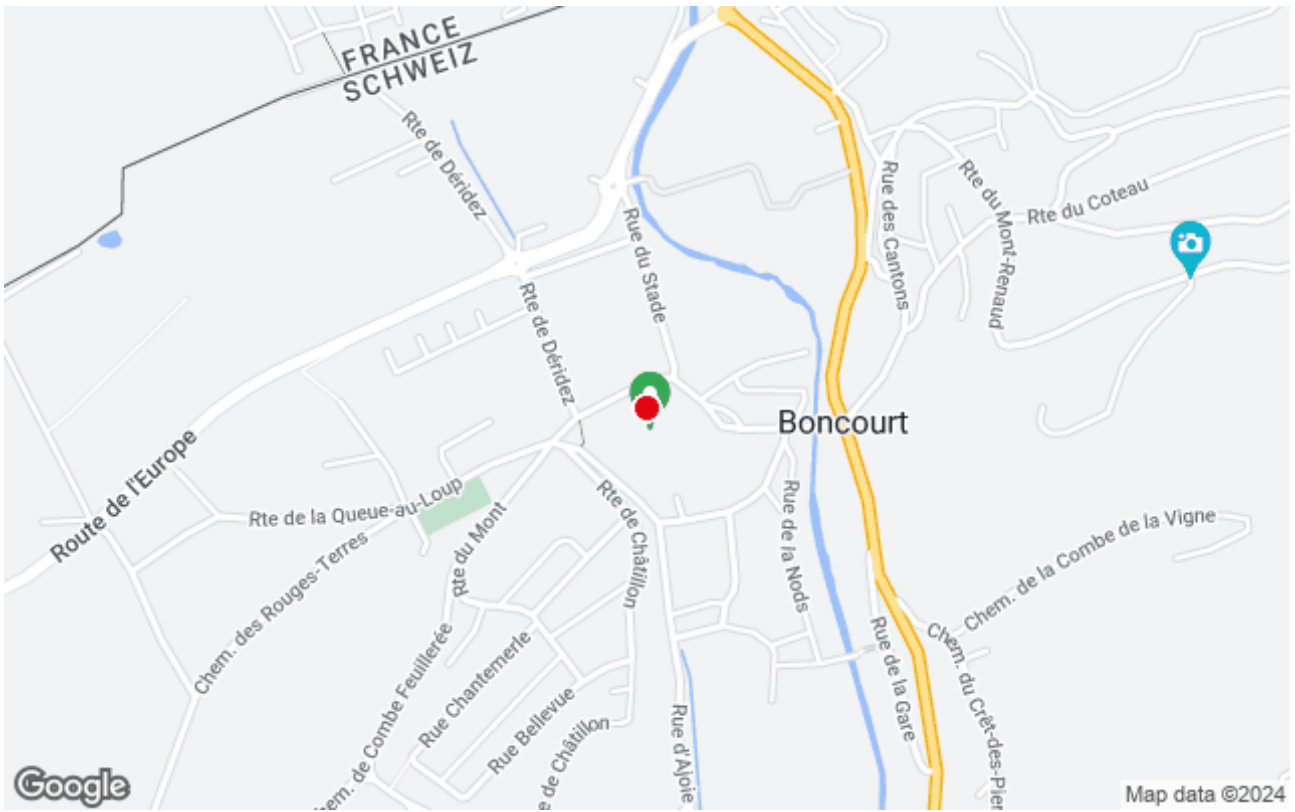 FRANCE
SCHWEIZ
Rte de Déridez
Rue du Stade
Rue des Cantons
Rte du Mont-Renaud
Rte du Coteau
Rte de Déridez
Boncourt
Route de l'Europe
Rte de la Queue-au-Loup
Rte du Mont
Rte de Châtillon
Rue de la Nods
Chem. de la Combe de la Vigne
Chem. des Rouges-Terres
Chem. de Combe Feuillerée
Rue Chantemerle
Rue Bellevue
e de Châtillon
Rue d'Ajoie
Rue de la Gare
Chem. du Crêt-des-Pier
Google
Map data ©2024